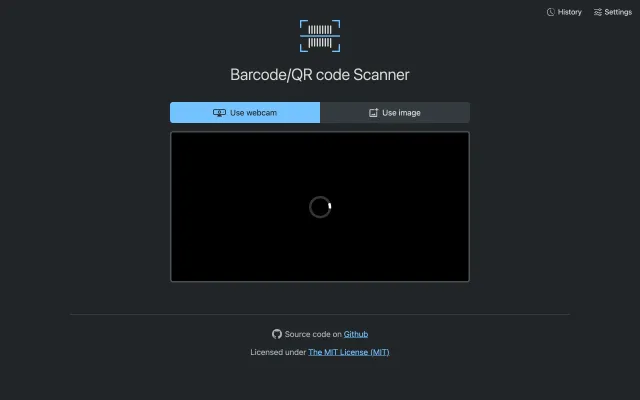 History Settings
Barcode/QR code Scanner
Use webcam Use image
Source code on Github
Licensed under The MIT License (MIT)